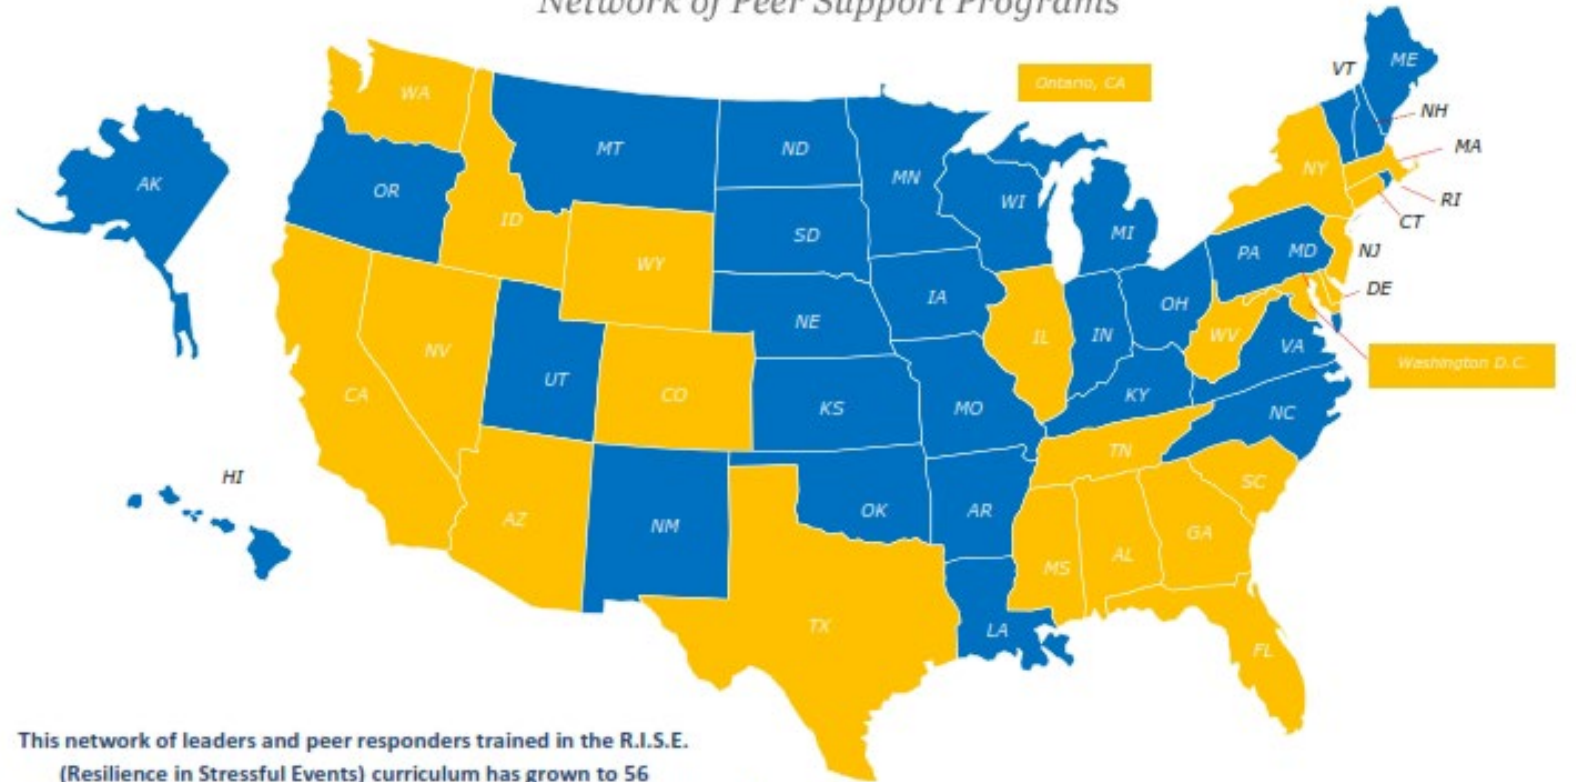 Network of Peer Support Programs
Ontario, CA
ME
VT
WA
NH
MT
ND
MA
MN
NY
AK
OR
WI
RI
ID
CT
SD
MI
PA
MD
NJ
WY
DE
IA
OH
NE
IL
IN
WV
VA
NV
Washington D.C.
UT
CA
CO
KS
MO
KY
NC
TN
HI
SC
AZ
NM
OK
AR
GA
MS
AL
TX
LA
FL
This network of leaders and peer responders trained in the R.I.S.E.
(Resilience in Stressful Events) curriculum has grown to 56